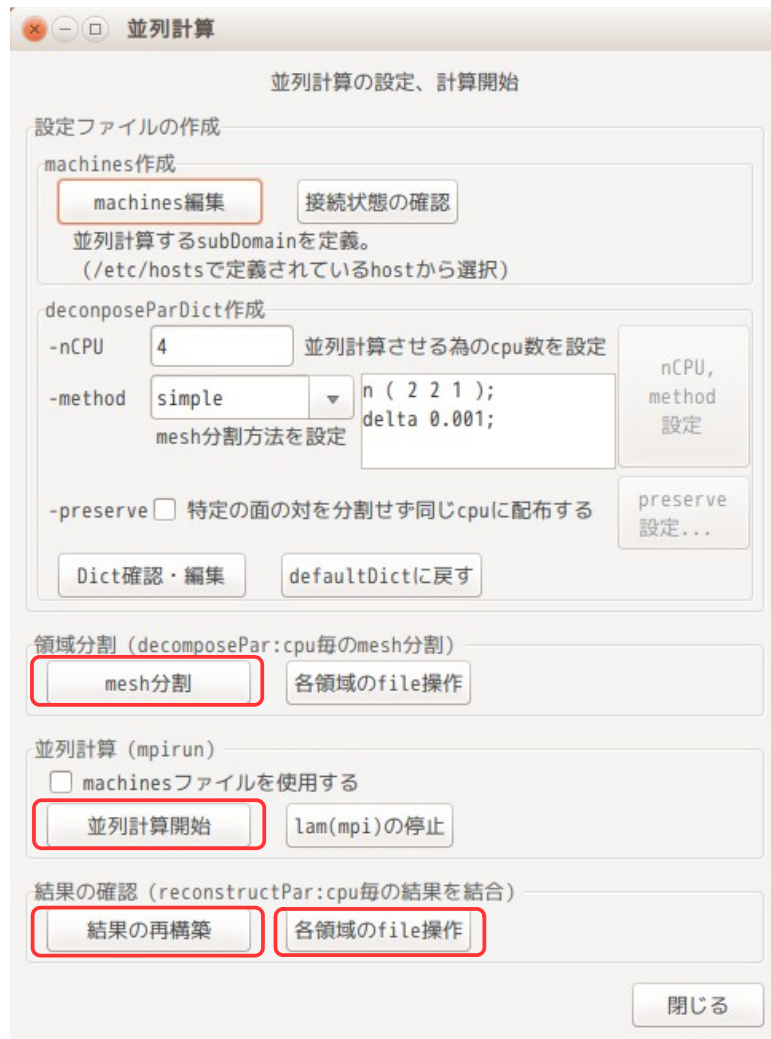 並列計算
並列計算の設定、計算開始
設定ファイルの作成
machines作成
machines編集
接続状態の確認
並列計算するsubDomainを定義。
(/etc/hostsで定義されているhostから選択)
deconposeParDict作成
-nCPU
4
並列計算させる為のcpu数を設定
-method
simple
n ( 2 2 1 );
delta 0.001;
mesh分割方法を設定
nCPU,
method
設定
-preserve
特定の面の対を分割せず同じcpuに配布する
preserve
設定...
Dict確認・編集
defaultDictに戻す
領域分割 (decomposePar:cpu毎のmesh分割)
mesh分割
各領域のfile操作
並列計算 (mpirun)
machinesファイルを使用する
並列計算開始
lam(mpi)の停止
結果の確認 (reconstructPar:cpu毎の結果を結合)
結果の再構築
各領域のfile操作
閉じる